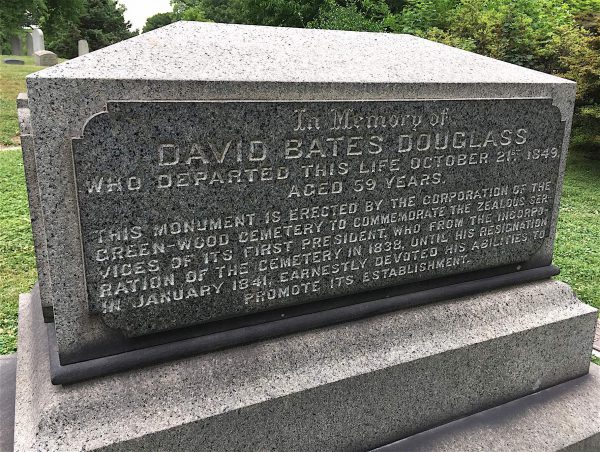 In Memory of
DAVID BATES DOUGLASS
WHO DEPARTED THIS LIFE OCTOBER 21st 1849,
AGED 59 YEARS.
THIS MONUMENT IS ERECTED BY THE CORPORATION OF THE
GREEN-WOOD CEMETERY TO COMMEMORATE THE ZEALOUS SER
VICES OF ITS FIRST PRESIDENT, WHO FROM THE INCORPO-
RATION OF THE CEMETERY IN 1838, UNTIL HIS RESIGNATION
IN JANUARY 1841, EARNESTLY DEVOTED HIS ABILITIES TO
PROMOTE ITS ESTABLISHMENT.